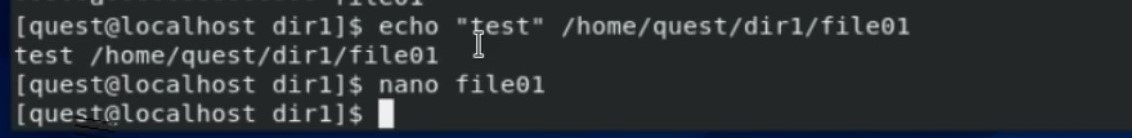 file01
[quest@localhost dir1]$ echo "test" /home/quest/dir1/file01
test /home/quest/dir1/file01
[quest@localhost dir1]$ nano file01
[quest@localhost dir1]$